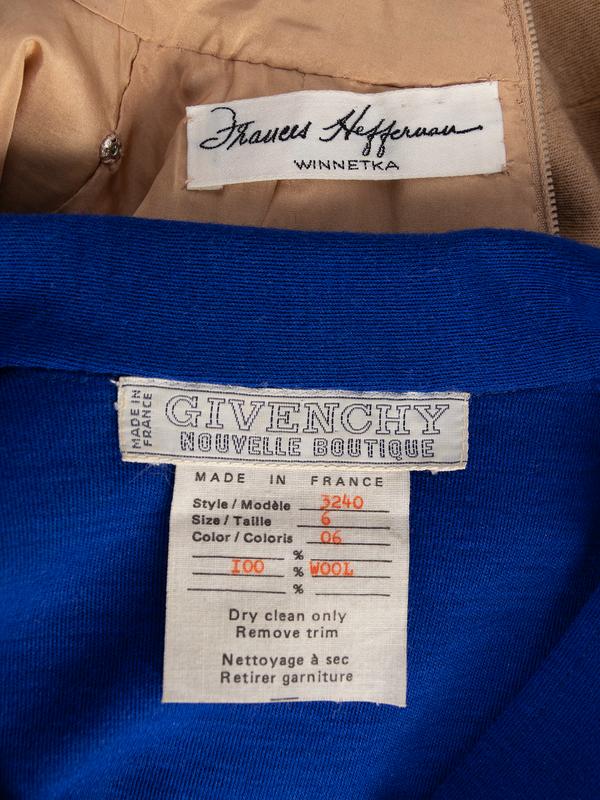 Frances Heffernan
WINNETKA
MADE IN
FRANCE
GIVENCHY
NOUVELLE BOUTIQUE
MADE IN FRANCE
Style / Modèle 3240
Size / Taille 6
Color / Coloris 06
%
100 % WOOL
%
Dry clean only
Remove trim
Nettoyage à sec
Retirer garniture